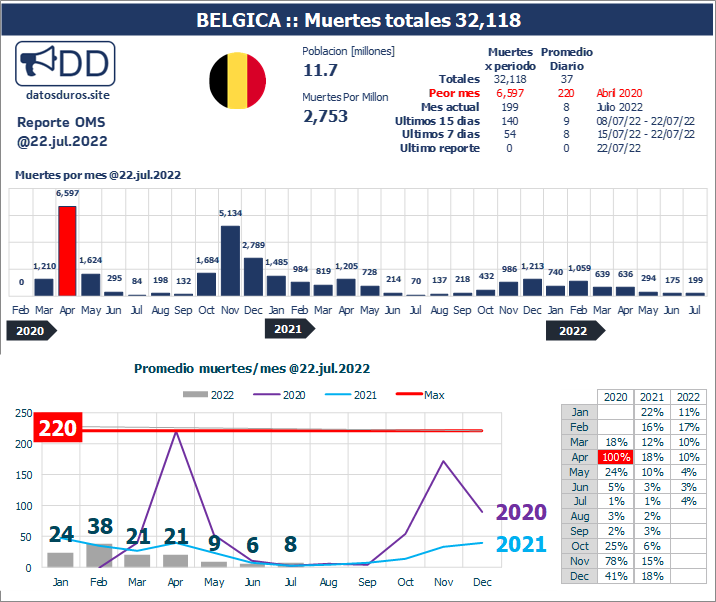 BELGICA :: Muertes totales 32,118
DD
datosduros.site
Reporte OMS
@22.jul.2022
Poblacion [millones]
11.7
Muertes Por Millon
2,753
Muertes Promedio
x periodo Diario
Totales 32,118 37
Peor mes 6,597 220 Abril 2020
Mes actual 199 8 Julo 2022
Ultimos 15 dias 140 9 08/07/22 - 22/07/22
Ultimos 7 dias 54 8 15/07/22 - 22/07/22
Ultimo reporte 0 0 22/07/22
Muertes por mes @22.jul.2022
0 1,210 6,597 1,624 295 84 198 132 1,684 5,134 2,789 1,485 984 819 1,205 728 214 70 137 218 432 986 1,213 740 1,059 639 636 294 175 199
Feb Mar Apr May Jun Jul Aug Sep Oct Nov Dec Jan Feb Mar Apr May Jun Jul Aug Sep Oct Nov Dec Jan Feb Mar Apr May Jun Jul
2020 2021 2022
Promedio muertes/mes @22.jul.2022
2022 2020 2021 Max
250
200
150
100
50
0
220
24 38 21 21 9 6 8
2020
2021
Jan Feb Mar Apr May Jun Jul Aug Sep Oct Nov Dec
2020 2021 2022
Jan 22% 11%
Feb 16% 17%
Mar 18% 12% 10%
Apr 100% 18% 10%
May 24% 10% 4%
Jun 5% 3% 3%
Jul 1% 1% 4%
Aug 3% 2%
Sep 2% 3%
Oct 25% 6%
Nov 78% 15%
Dec 41% 18%